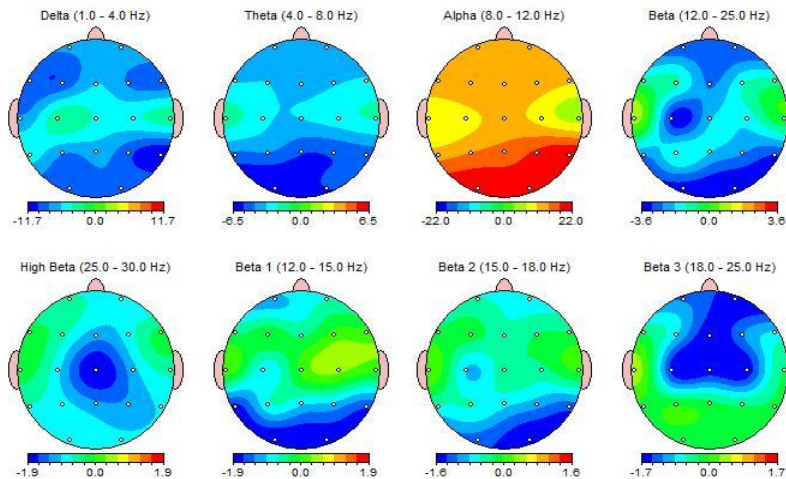 Delta (1.0 - 4.0 Hz) Theta (4.0 - 8.0 Hz) Alpha (8.0 - 12.0 Hz) Beta (12.0 - 25.0 Hz)
-11.7 0.0 11.7 -6.5 0.0 6.5 -22.0 0.0 22.0 -3.6 0.0 3.6
High Beta (25.0 - 30.0 Hz) Beta 1 (12.0 - 15.0 Hz) Beta 2 (15.0 - 18.0 Hz) Beta 3 (18.0 - 25.0 Hz)
-1.9 0.0 1.9 -1.9 0.0 1.9 -1.6 0.0 1.6 -1.7 0.0 1.7